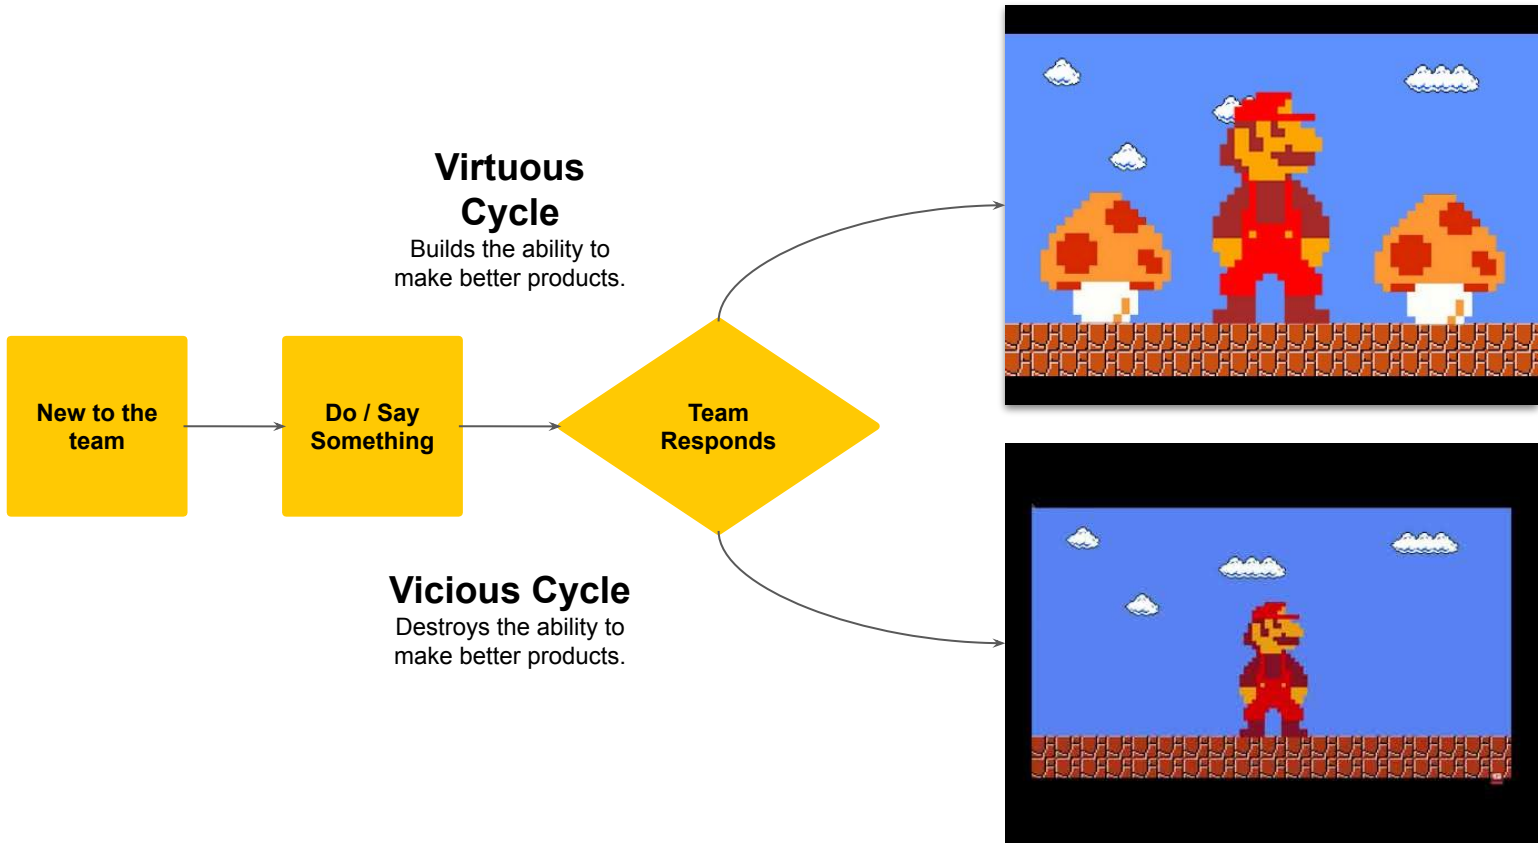 Virtuous
Cycle
Builds the ability to
make better products.
New to the
team
Do / Say
Something
Team
Responds
Vicious Cycle
Destroys the ability to
make better products.